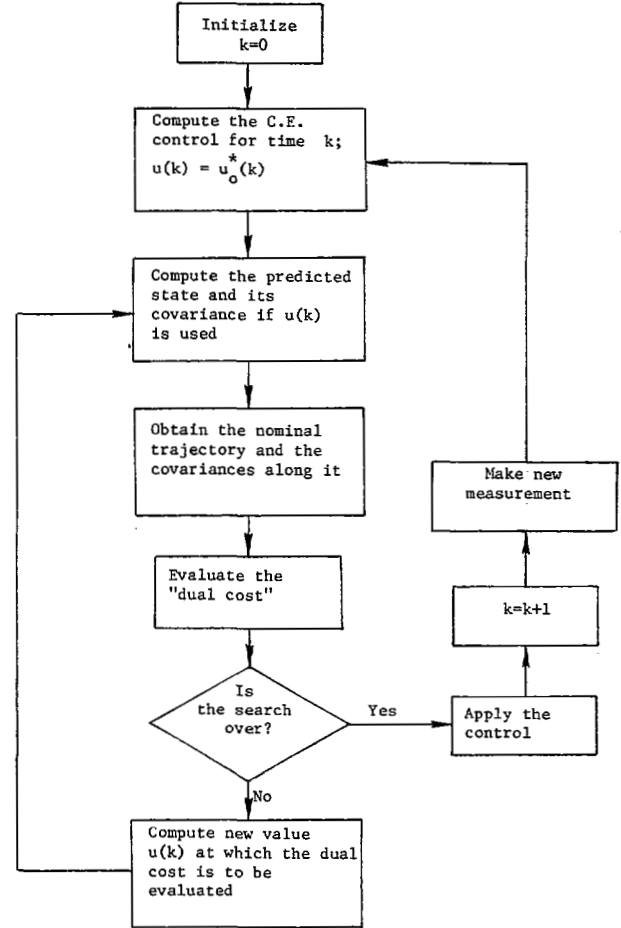 Initialize
k=0
Compute the C.E.
control for time k;
u(k) = u*o(k)
Compute the predicted
state and its
covariance if u(k)
is used
Obtain the nominal
trajectory and the
covariances along it
Evaluate the
"dual cost"
Is
the search
over?
Yes
No
Compute new value
u(k) at which the dual
cost is to be
evaluated
Apply the
control
k=k+1
Make new
measurement